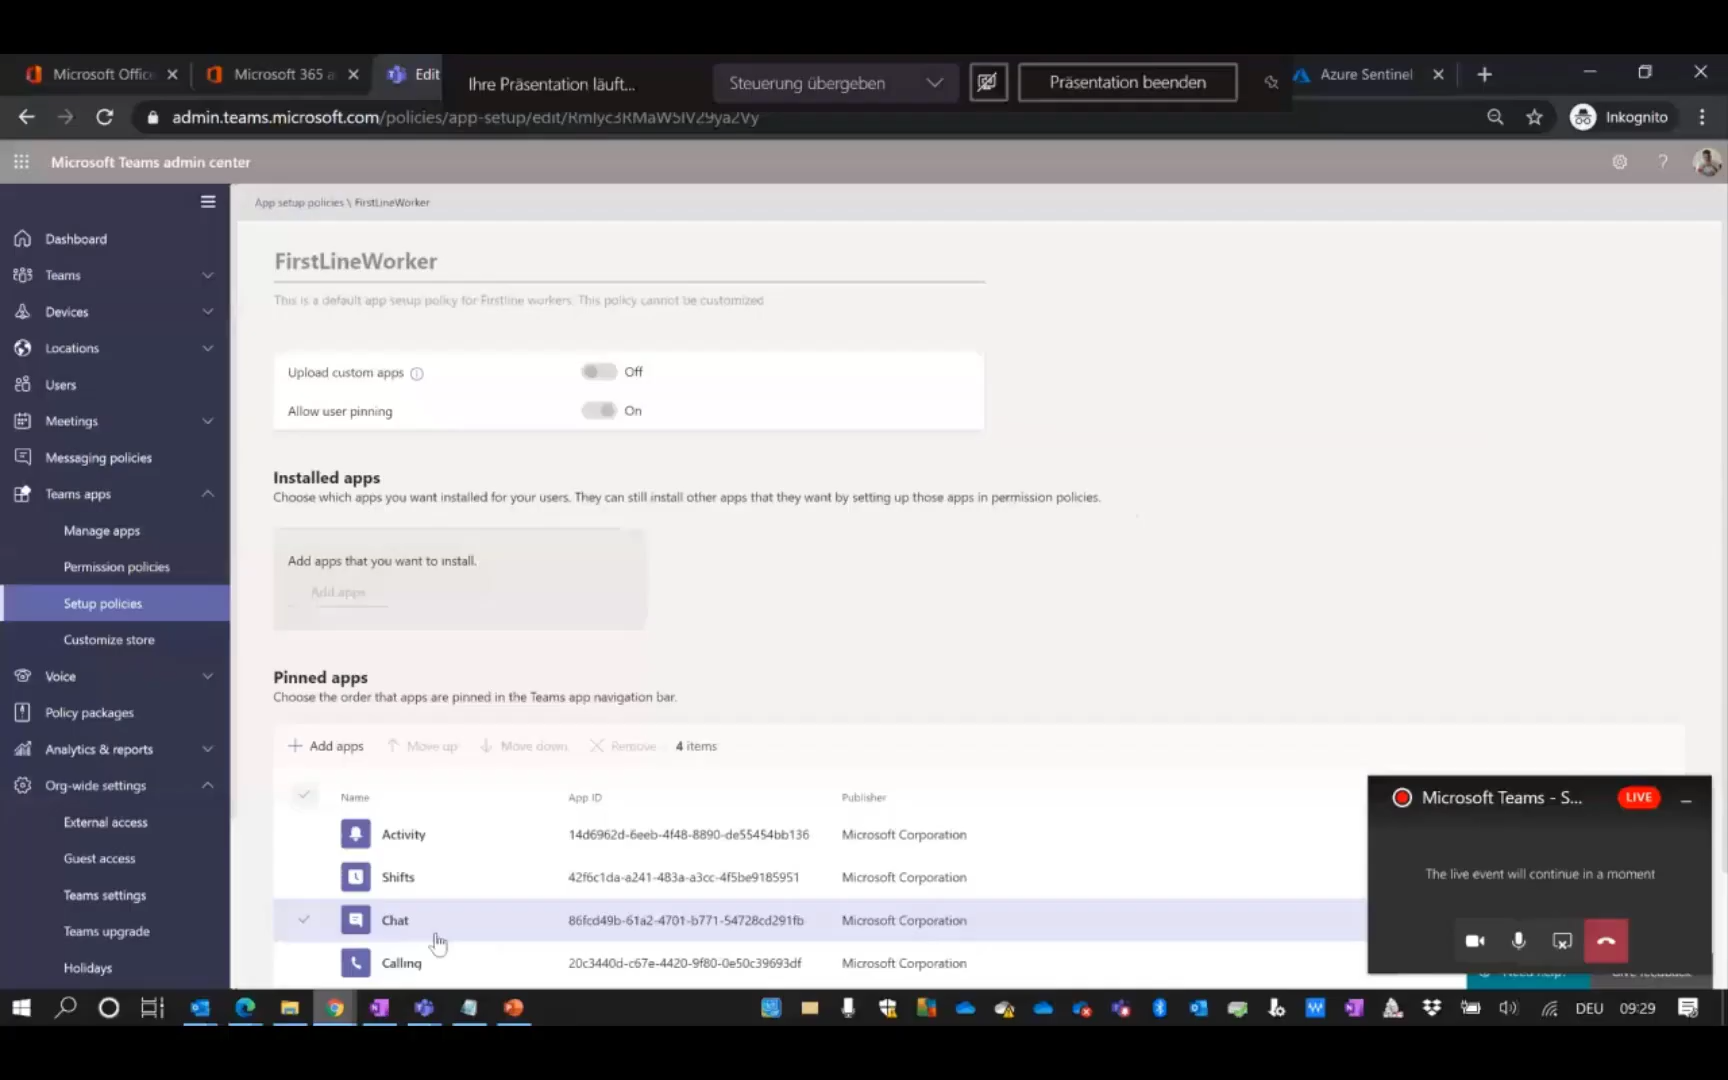 Microsoft Offic
Microsoft 365 a
Edit
Ihre Präsentation läuft...
Steuerung übergeben
Präsentation beenden
Azure Sentinel
admin.teams.microsoft.com/policies/app-setup/edit/RmIyc3RMaW5lV29ya2Vy
Inkognito
Microsoft Teams admin center
?
App setup policies \ FirstLineWorker
Dashboard
Teams
Devices
Locations
Users
Meetings
Messaging policies
Teams apps
Manage apps
Permission policies
Setup policies
Customize store
Voice
Policy packages
Analytics & reports
Org-wide settings
External access
Guest access
Teams settings
Teams upgrade
Holidays
FirstLineWorker
This is a default app setup policy for Firstline workers. This policy cannot be customized
Upload custom apps
Off
Allow user pinning
On
Installed apps
Choose which apps you want installed for your users. They can still install other apps that they want by setting up those apps in permission policies.
Add apps that you want to install.
Add apps
Pinned apps
Choose the order that apps are pinned in the Teams app navigation bar.
Add apps
Move up
Move down
Remove
4 items
Name App ID Publisher
Activity 14d6962d-6eeb-4f48-8890-de55454bb136 Microsoft Corporation
Shifts 42f6c1da-a241-483a-a3cc-4f5be9185951 Microsoft Corporation
Chat 86fcd49b-61a2-4701-b771-54728cd291fb Microsoft Corporation
Calling 20c3440d-c67e-4420-9f80-0e50c39693df Microsoft Corporation
Microsoft Teams - S...
LIVE
The live event will continue in a moment
Need help?
Give feedback
DEU
09:29